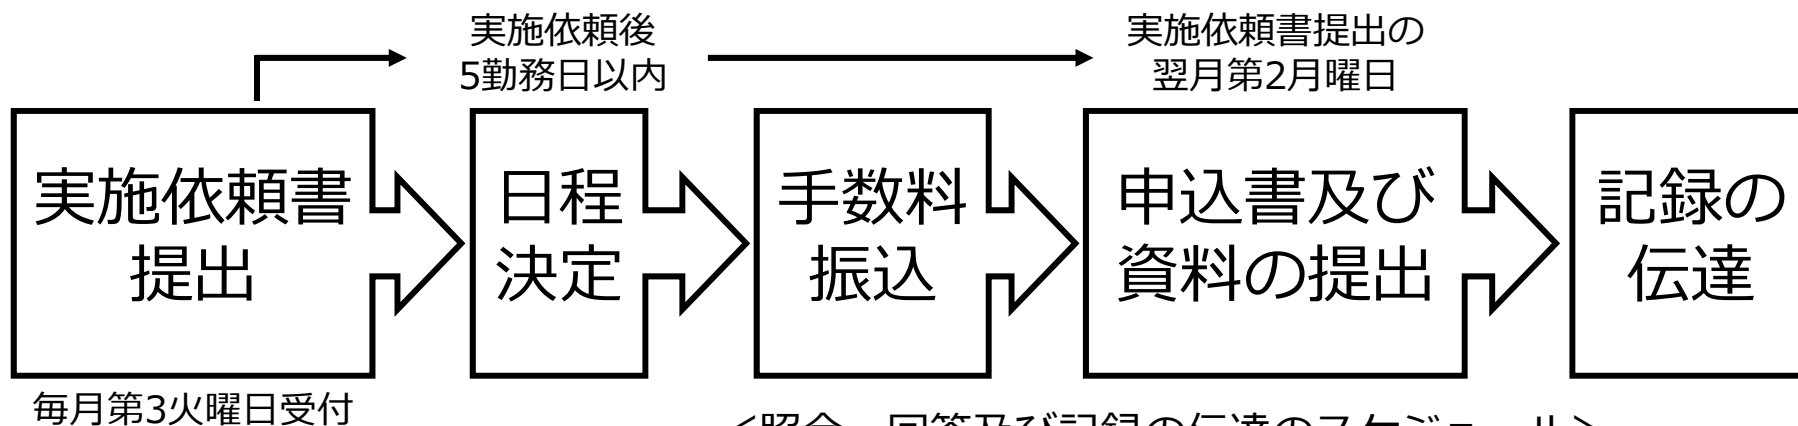 実施依頼後
5勤務日以内
実施依頼書提出の
翌月第2月曜日
実施依頼書
提出
日程
決定
手数料
振込
申込書及び
資料の提出
記録の
伝達
毎月第3火曜日受付